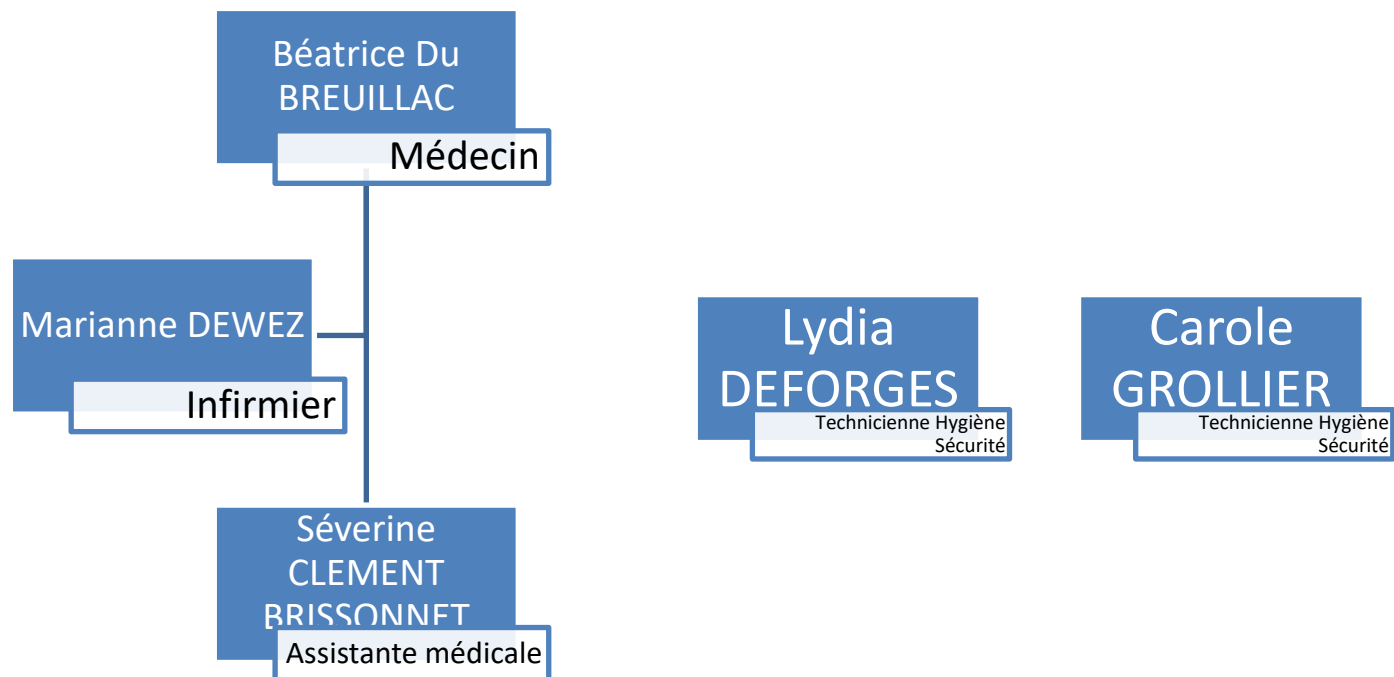 Béatrice Du
BREUILLAC
Médecin
Marianne DEWEZ
Infirmier
Lydia
DEFORGES
Technicienne Hygiène
Sécurité
Carole
GROLLIER
Technicienne Hygiène
Sécurité
Séverine
CLEMENT
BRISSONNET
Assistante médicale